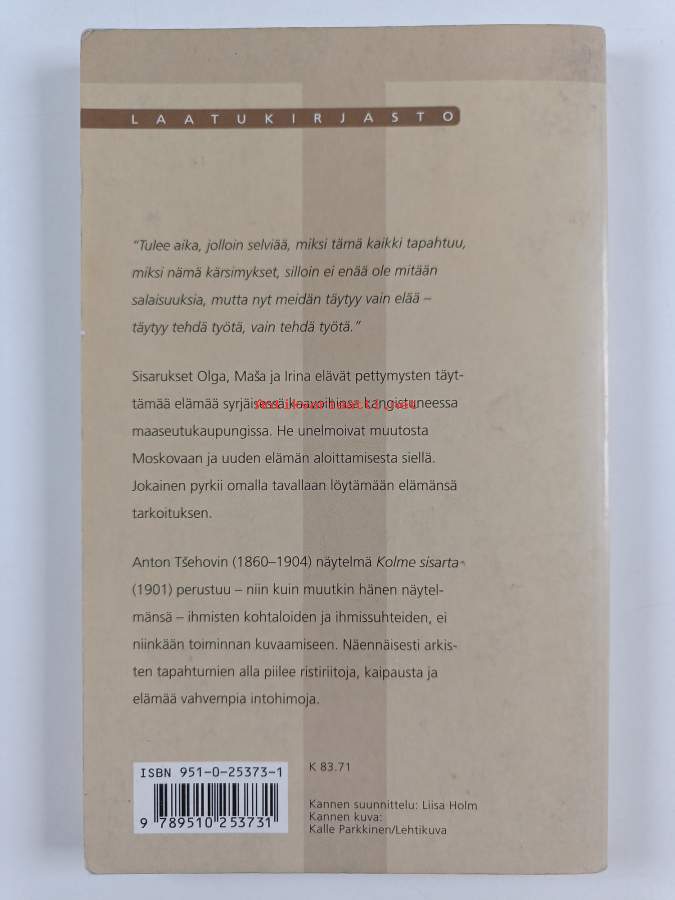 LAATUKIRJASTO
"Tulee aika, jolloin selviää, miksi tämä kaikki tapahtuu,
miksi nämä kärsimykset, silloin ei enää ole mitään
salaisuuksia, mutta nyt meidän täytyy vain elää –
täytyy tehdä työtä, vain tehdä työtä."
Sisarukset Olga, Maša ja Irina elävät pettymysten täyt-
tämää elämää syrjäisessä, kaavoihinsa kangistuneessa
maaseutukaupungissa. He unelmoivat muutosta
Moskovaan ja uuden elämän aloittamisesta siellä.
Jokainen pyrkii omalla tavallaan löytämään elämänsä
tarkoituksen.
Anton Tšehovin (1860–1904) näytelmä Kolme sisarta
(1901) perustuu – niin kuin muutkin hänen näytel-
mänsä – ihmisten kohtaloiden ja ihmissuhteiden, ei
niinkään toiminnan kuvaamiseen. Näennäisesti arkis-
ten tapahtumien alla piilee ristiriitoja, kaipausta ja
elämää vahvempia intohimoja.
ISBN 951-0-25373-1
9 789510 253731
K 83.71
Kannen suunnittelu: Liisa Holm
Kannen kuva:
Kalle Parkkinen/Lehtikuva